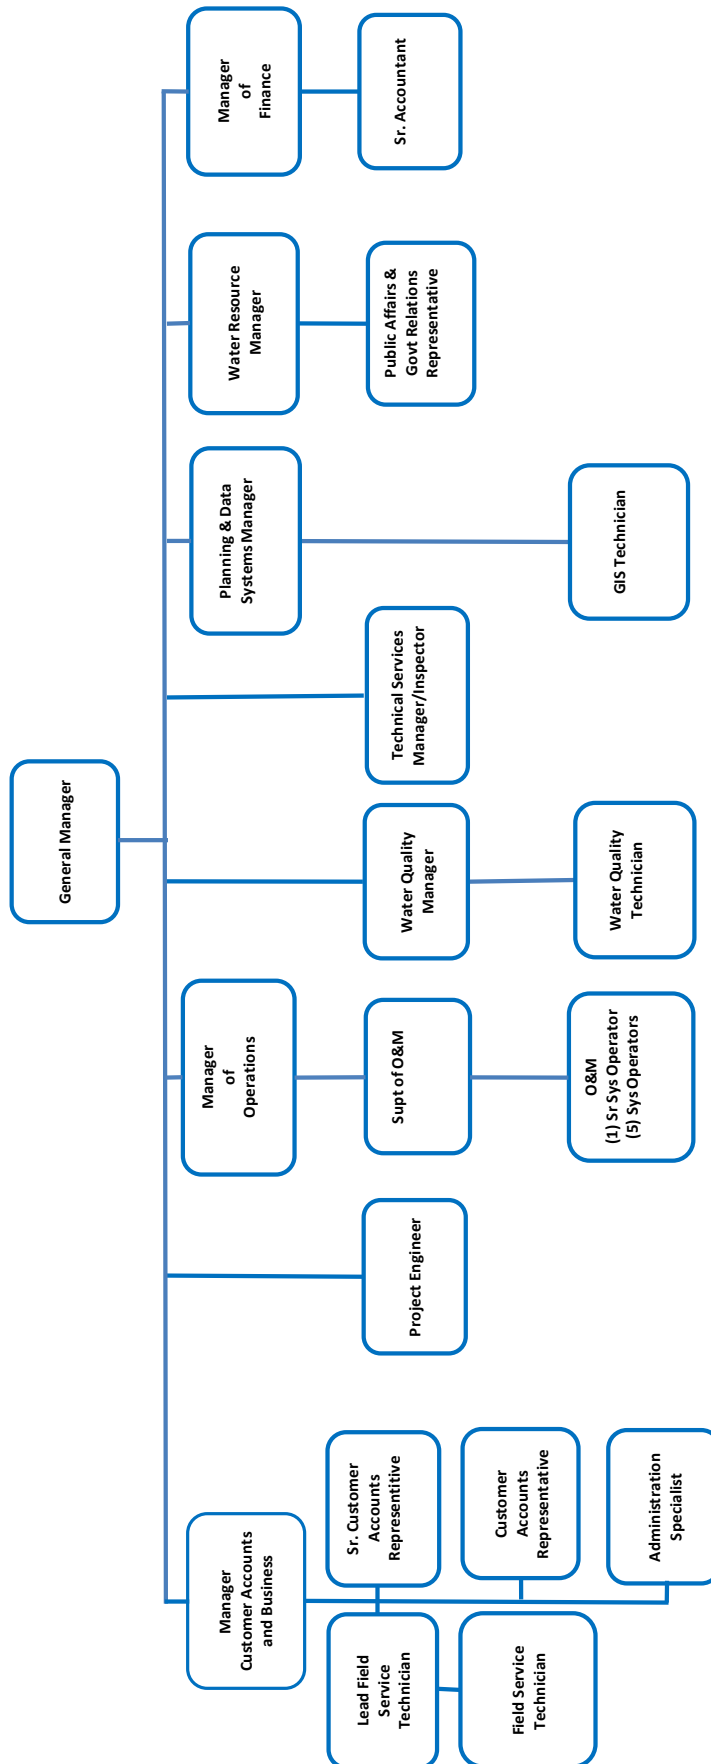 General Manager
Manager
Customer Accounts
and Business
Project Engineer
Manager
of
Operations
Water Quality
Manager
Technical Services
Manager/Inspector
Planning & Data
Systems Manager
Water Resource
Manager
Manager
of
Finance
Lead Field
Service
Technician
Sr. Customer
Accounts
Representitive
Supt of O&M
Public Affairs &
Govt Relations
Representative
Sr. Accountant
Field Service
Technician
Customer
Accounts
Representative
O&M
(1) Sr Sys Operator
(5) Sys Operators
Water Quality
Technician
GIS Technician
Administration
Specialist